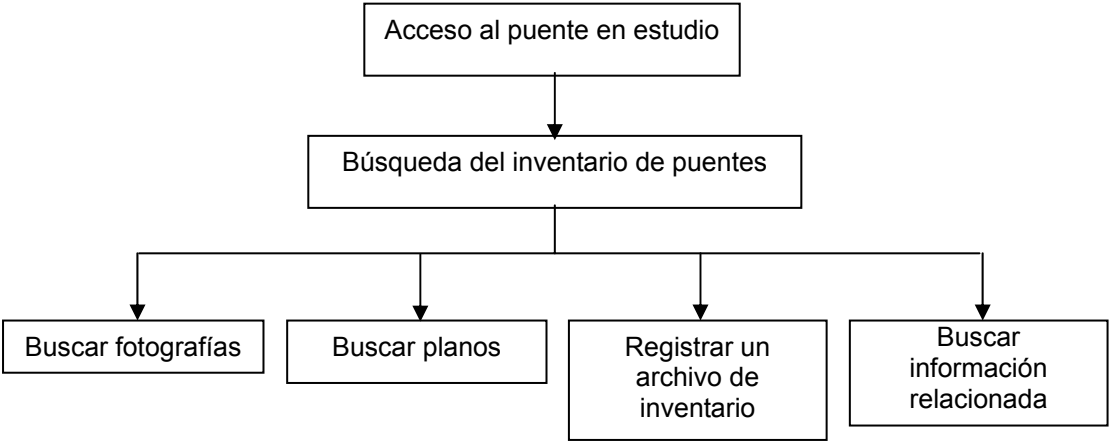 Acceso al puente en estudio
Búsqueda del inventario de puentes
Buscar fotografías
Buscar planos
Registrar un
archivo de
inventario
Buscar
información
relacionada